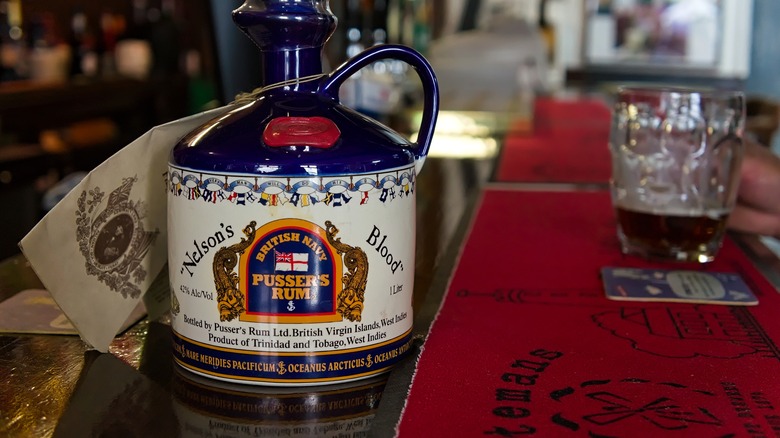 "Nelson's Blood"
BRITISH NAVY
PUSSER'S
RUM
42% Alc/Vol
1 Liter
Bottled by Pusser's Rum Ltd. British Virgin Islands, West Indies
Product of Trinidad and Tobago, West Indies
MARE MERIDIES PACIFICUM OCEANUS ARCTICUS OCEANUS
temans